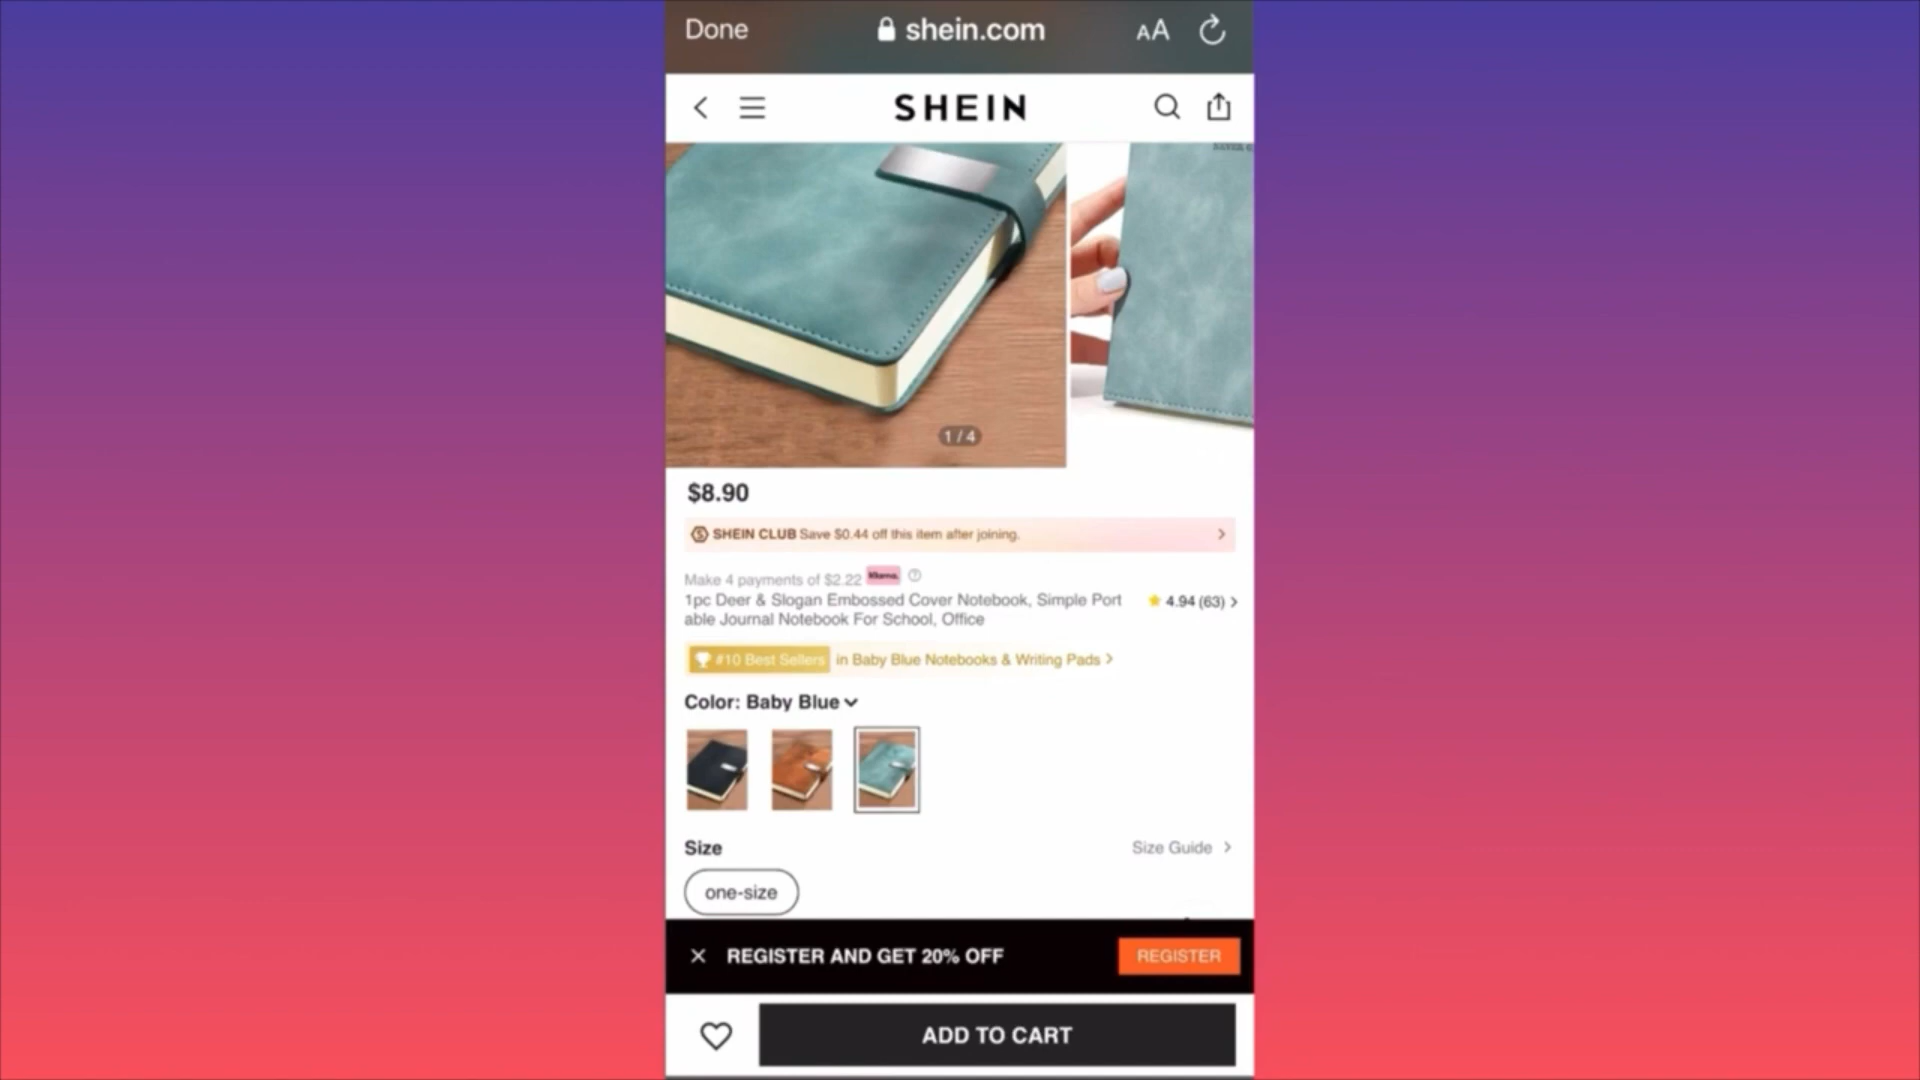 Done
shein.com
AA
SHEIN
1 / 4
$8.90
SHEIN CLUB Save $0.44 off this item after joining.
Make 4 payments of $2.22 Klarna.
1pc Deer & Slogan Embossed Cover Notebook, Simple Port
able Journal Notebook For School, Office
4.94 (63)
#10 Best Sellers in Baby Blue Notebooks & Writing Pads
Color: Baby Blue
Size
Size Guide
one-size
REGISTER AND GET 20% OFF
REGISTER
ADD TO CART